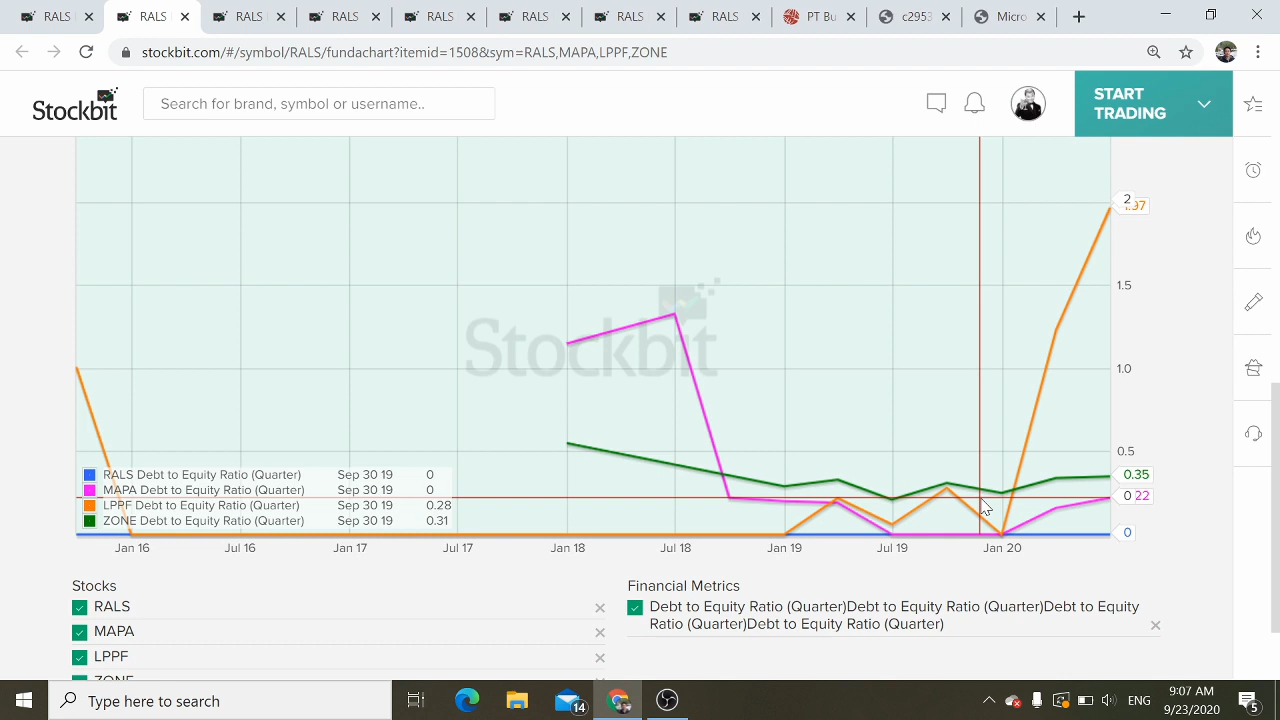 RALS
RALS
RALS
RALS
RALS
RALS
RALS
RALS
PT Bu
c2953
Micro
stockbit.com/#/symbol/RALS/fundachart?itemid=1508&sym=RALS,MAPA,LPPF,ZONE
Stockbit
Search for brand, symbol or username..
START
TRADING
2
1.5
1.0
0.5
0.35
0
Stockbit
RALS Debt to Equity Ratio (Quarter) Sep 30 19 0
MAPA Debt to Equity Ratio (Quarter) Sep 30 19 0
LPPF Debt to Equity Ratio (Quarter) Sep 30 19 0.28
ZONE Debt to Equity Ratio (Quarter) Sep 30 19 0.31
Jan 16 Jul 16 Jan 17 Jul 17 Jan 18 Jul 18 Jan 19 Jul 19 Jan 20
Stocks
RALS
MAPA
LPPF
Financial Metrics
Debt to Equity Ratio (Quarter)Debt to Equity Ratio (Quarter)Debt to Equity
Ratio (Quarter)Debt to Equity Ratio (Quarter)
Type here to search
14
ENG
9:07 AM
9/23/2020
5